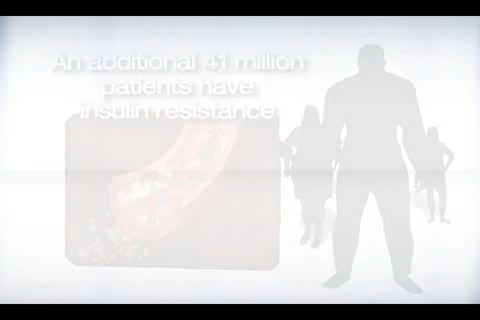 An additional 41 million
patients have
insulin resistance